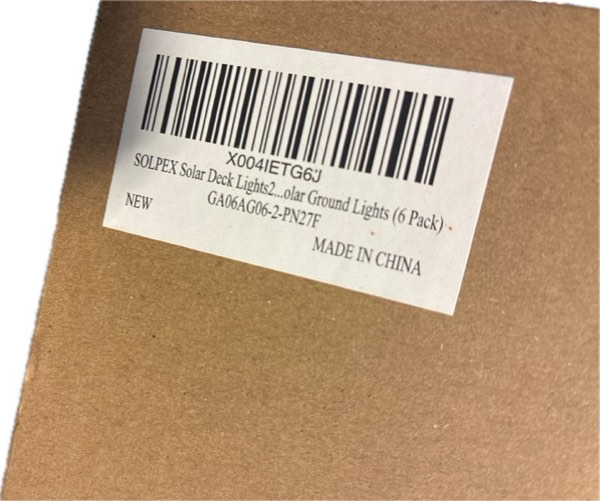 X004IETG6J
SOLPEX Solar Deck Lights2...olar Ground Lights (6 Pack)
NEW GA06AG06-2-PN27F
MADE IN CHINA